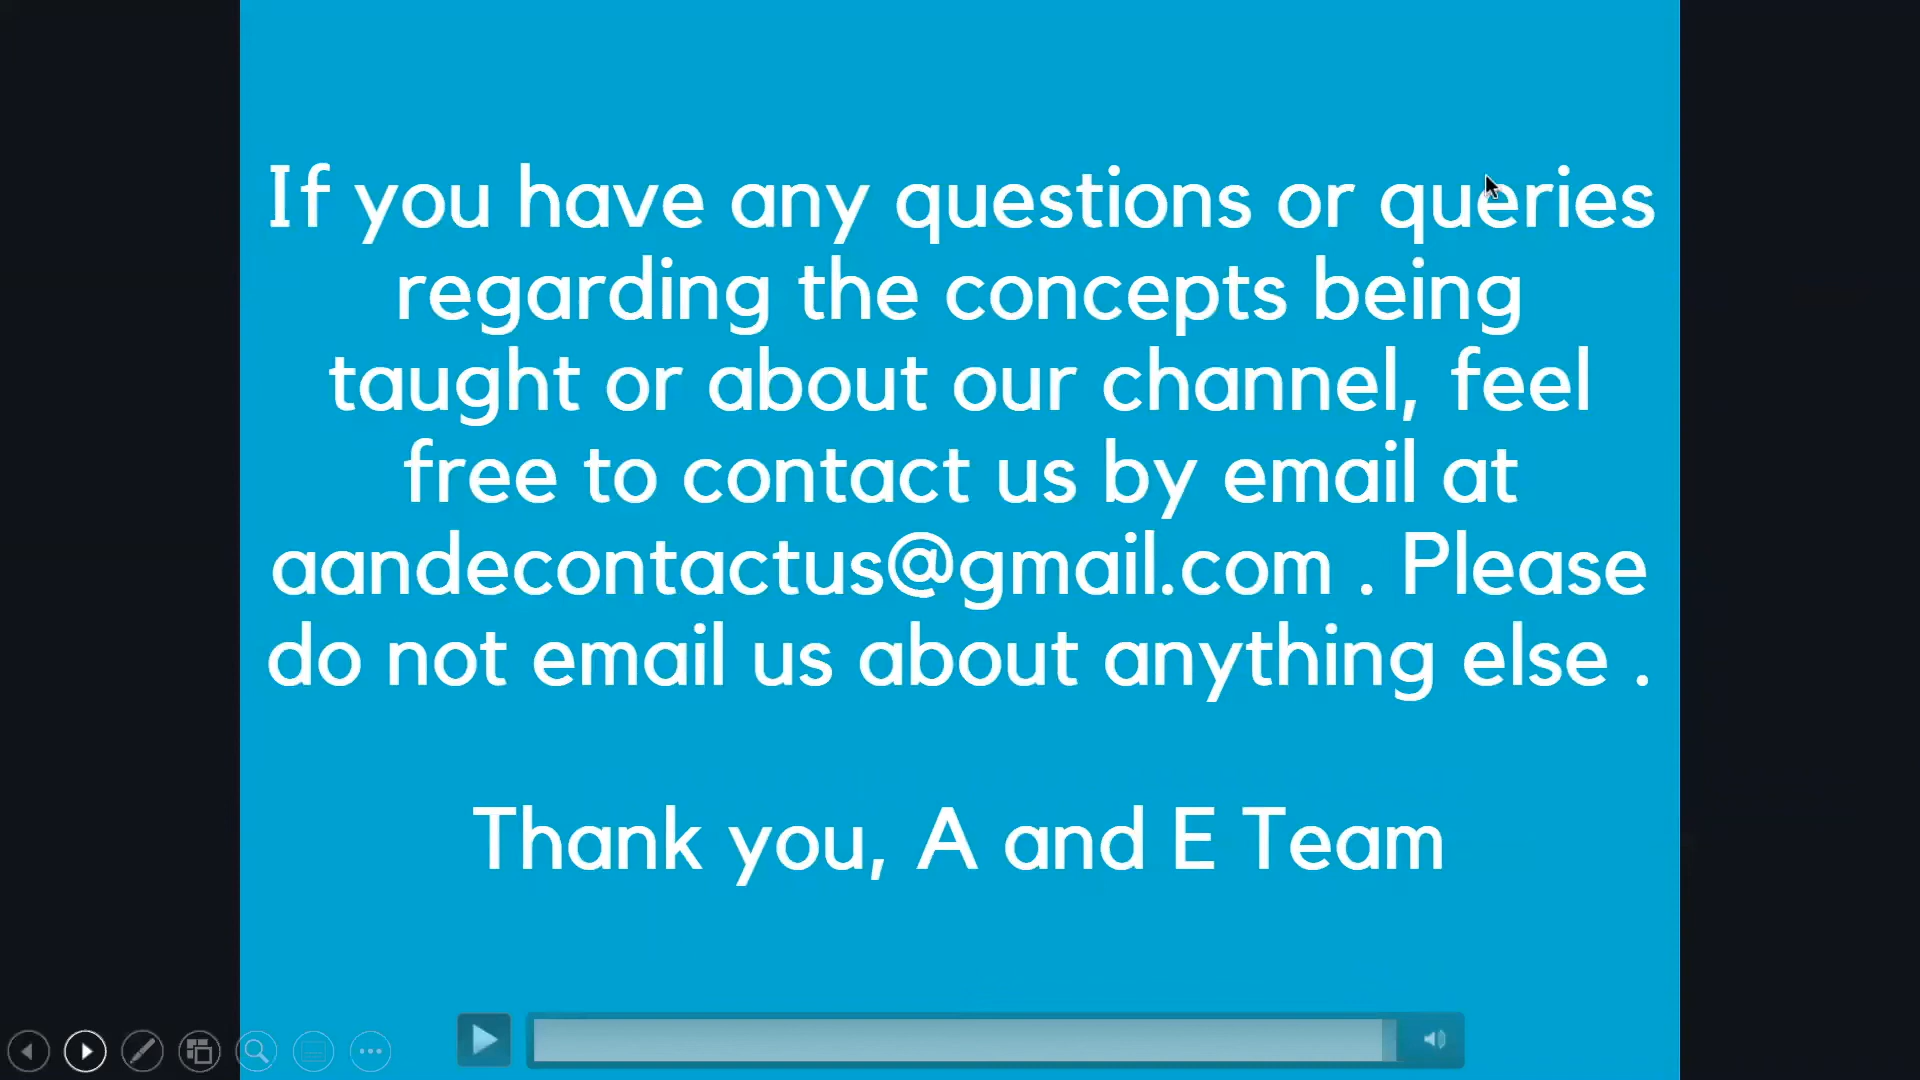 If you have any questions or queries
regarding the concepts being
taught or about our channel, feel
free to contact us by email at
aandecontactus@gmail.com . Please
do not email us about anything else .
Thank you, A and E Team